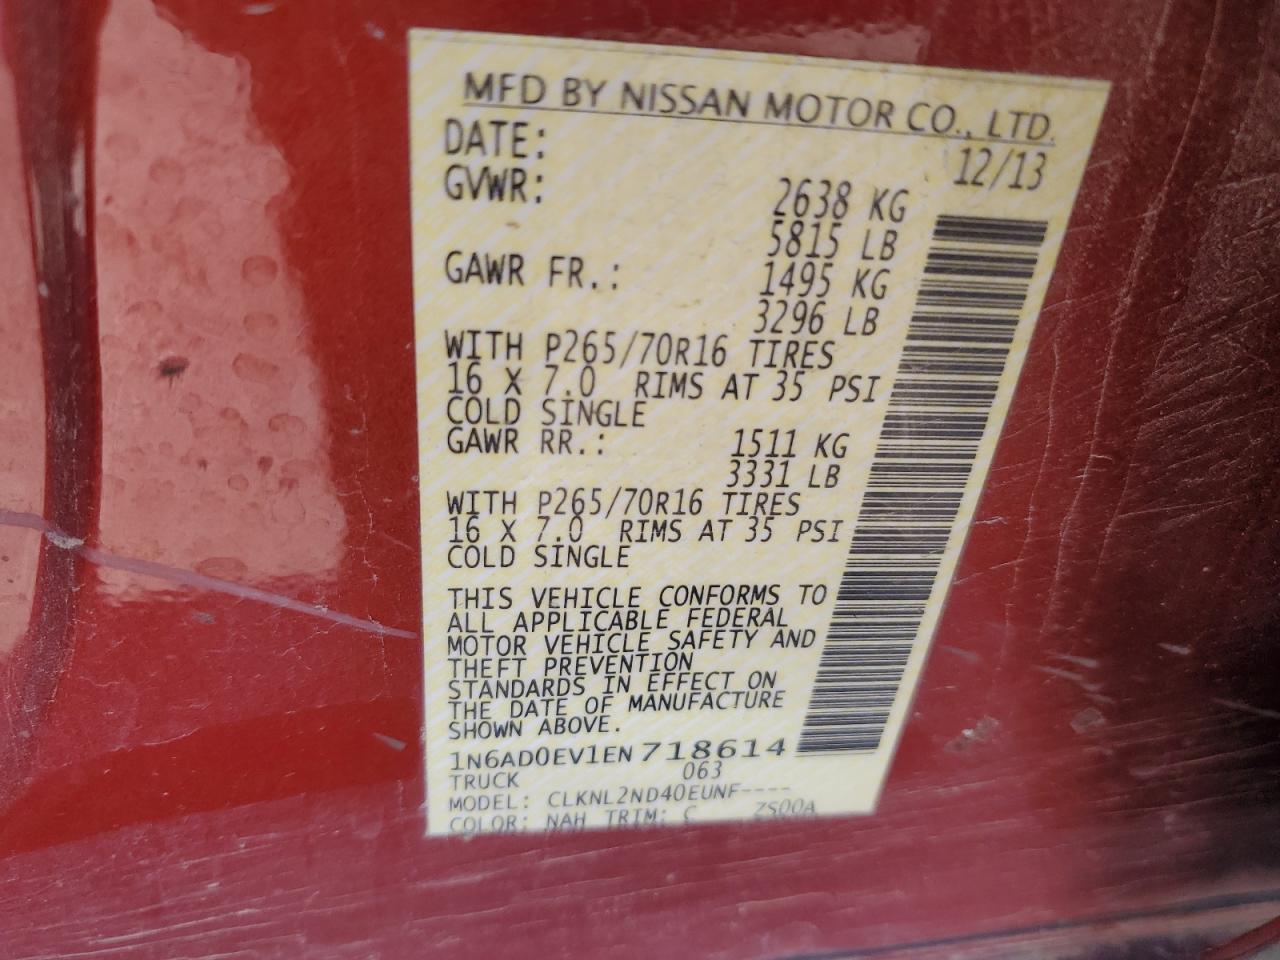 MFD BY NISSAN MOTOR CO., LTD.
DATE: 12/13
GVWR: 2638 KG
5815 LB
GAWR FR.: 1495 KG
3296 LB
WITH P265/70R16 TIRES
16 X 7.0 RIMS AT 35 PSI
COLD SINGLE
GAWR RR.: 1511 KG
3331 LB
WITH P265/70R16 TIRES
16 X 7.0 RIMS AT 35 PSI
COLD SINGLE
THIS VEHICLE CONFORMS TO
ALL APPLICABLE FEDERAL
MOTOR VEHICLE SAFETY AND
THEFT PREVENTION
STANDARDS IN EFFECT ON
THE DATE OF MANUFACTURE
SHOWN ABOVE.
1N6AD0EV1EN718614
TRUCK 063
MODEL: CLKNL2ND40EUNF----
COLOR: NAH TRIM: C ZS00A